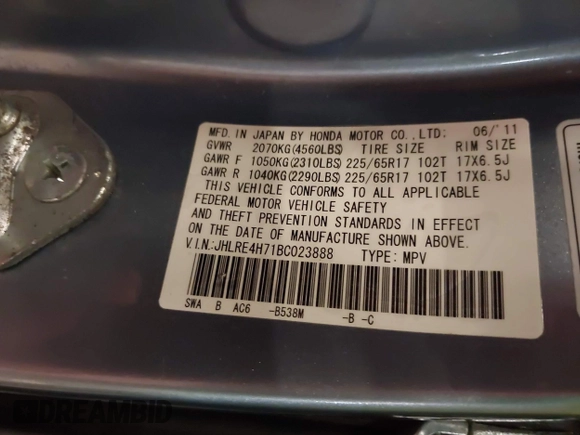 MFD. IN JAPAN BY HONDA MOTOR CO.,LTD: 06/'11
GVWR 2070KG(4560LBS) TIRE SIZE RIM SIZE
GAWR F 1050KG(2310LBS) 225/65R17 102T 17X6.5J
GAWR R 1040KG(2290LBS) 225/65R17 102T 17X6.5J
THIS VEHICLE CONFORMS TO ALL APPLICABLE
FEDERAL MOTOR VEHICLE SAFETY
AND THEFT PREVENTION STANDARDS IN EFFECT
ON THE DATE OF MANUFACTURE SHOWN ABOVE.
V.I.N:JHLRE4H71BC023888 TYPE: MPV
SWA B AC6 -B538M -B -C
DREAMBID